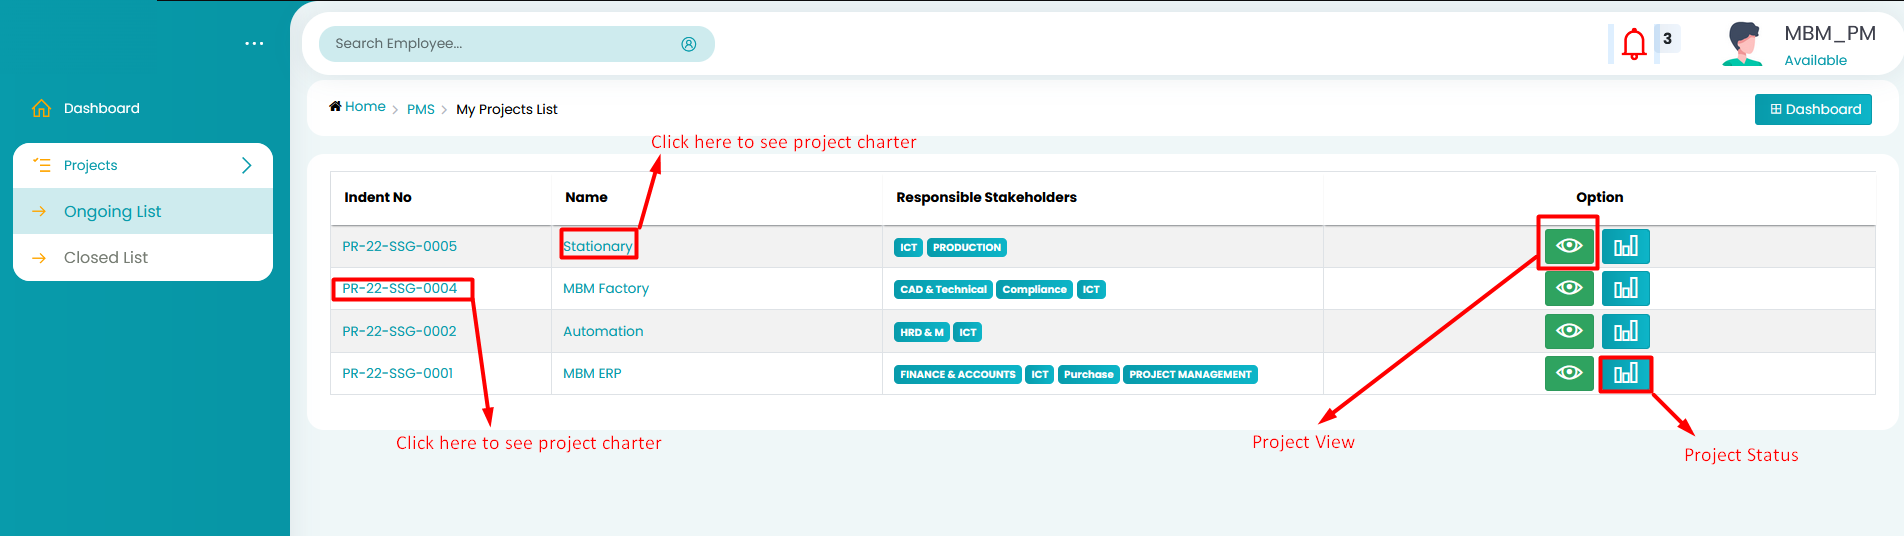 Search Employee...
3
MBM_PM
Available
Dashboard
Home
PMS
My Projects List
Dashboard
Click here to see project charter
Projects
Ongoing List
Closed List
Indent No Name Responsible Stakeholders Option
PR-22-SSG-0005 Stationary ICT PRODUCTION
PR-22-SSG-0004 MBM Factory CAD & Technical Compliance ICT
PR-22-SSG-0002 Automation HRD & M ICT
PR-22-SSG-0001 MBM ERP FINANCE & ACCOUNTS ICT Purchase PROJECT MANAGEMENT
Click here to see project charter
Project View
Project Status